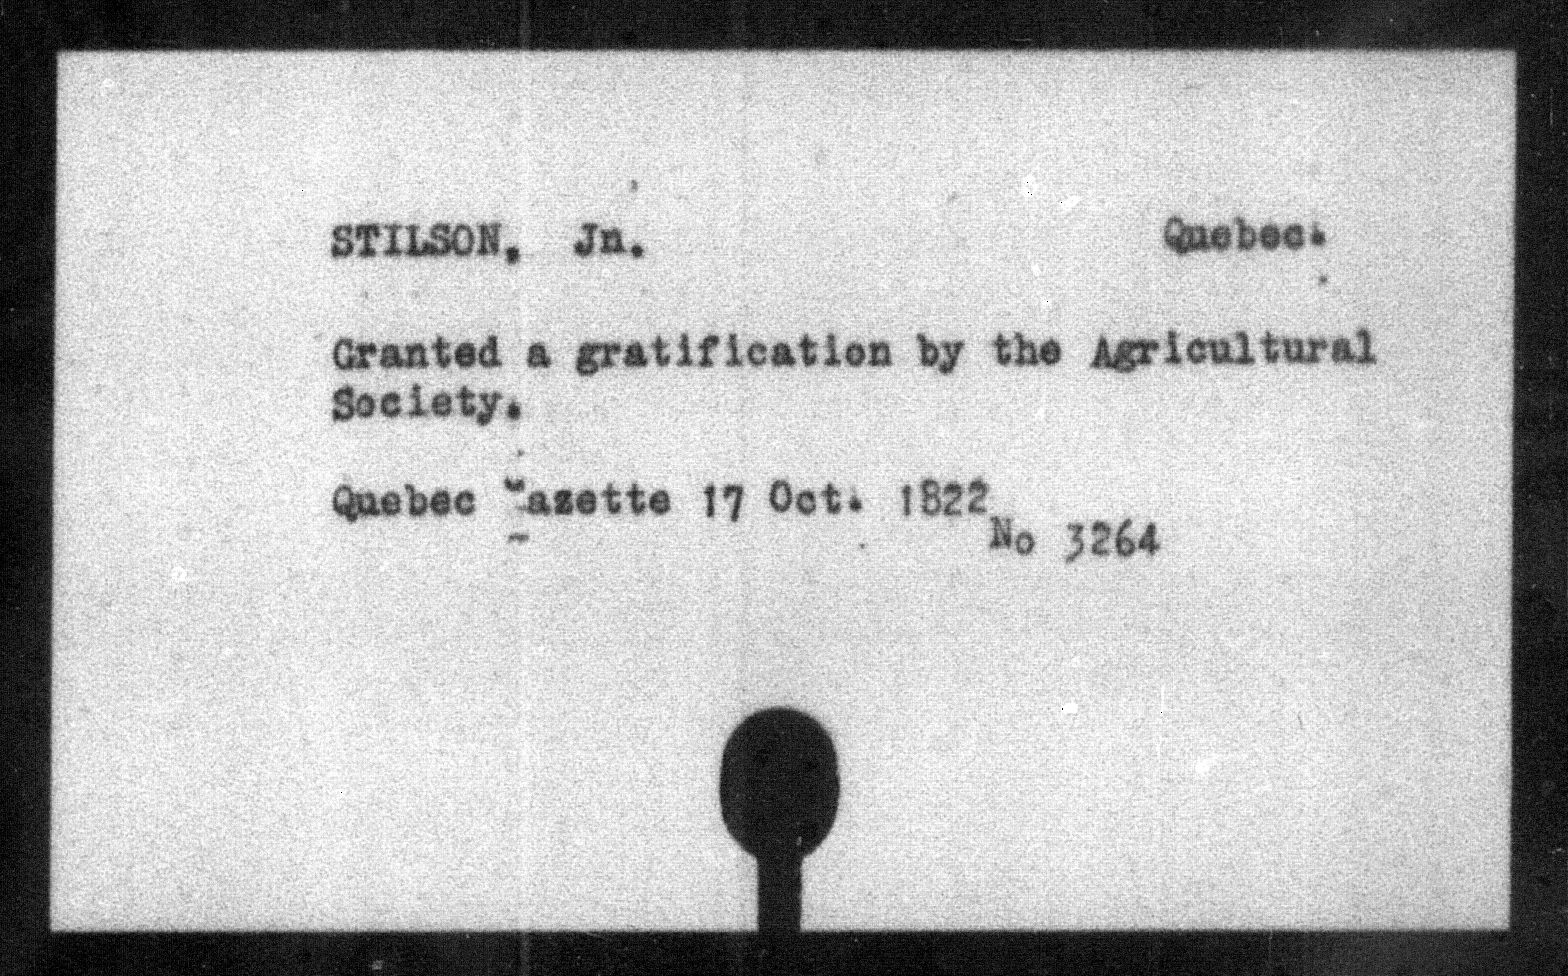 STILSON, Jn. Quebec.
Granted a gratification by the Agricultural
Society.
Quebec Gazette 17 Oct. 1822
No 3264